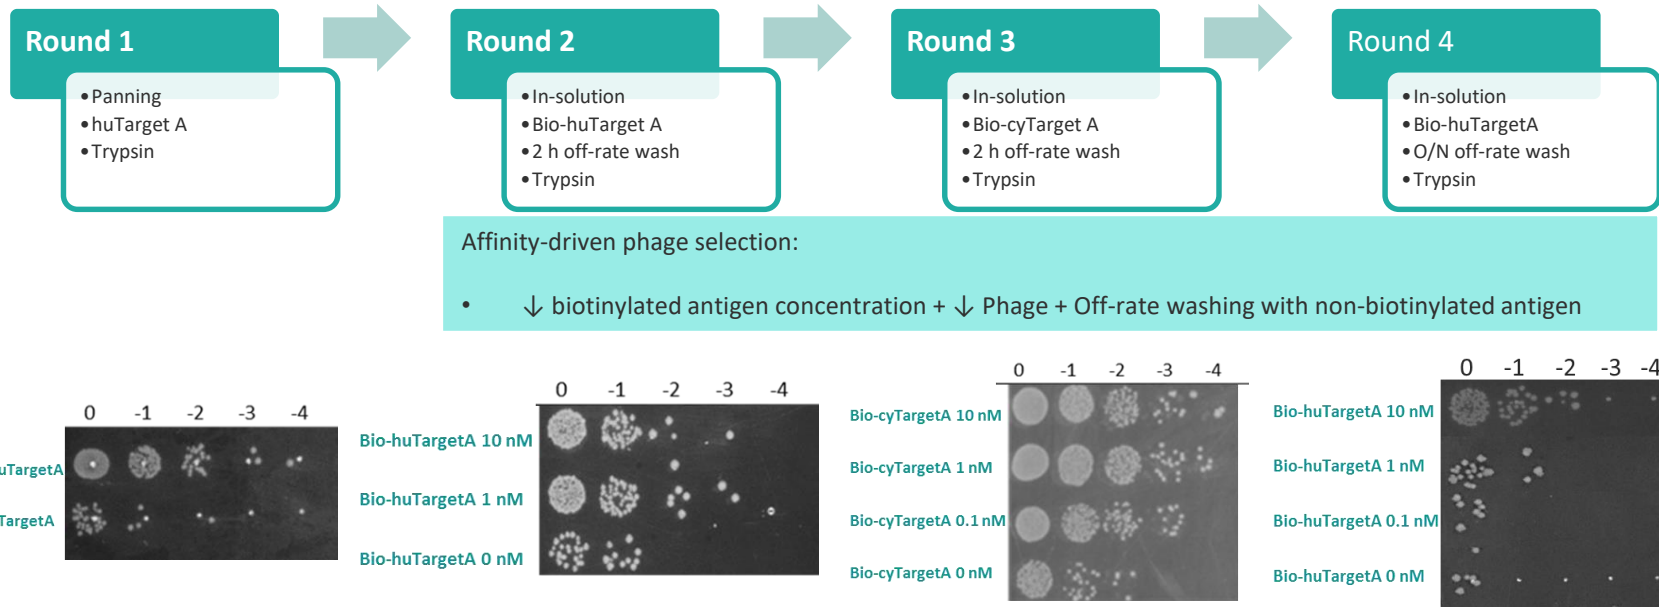 Round 1
• Panning
• huTarget A
• Trypsin
Round 2
• In-solution
• Bio-huTarget A
• 2 h off-rate wash
• Trypsin
Round 3
• In-solution
• Bio-cyTarget A
• 2 h off-rate wash
• Trypsin
Round 4
• In-solution
• Bio-huTargetA
• O/N off-rate wash
• Trypsin
Affinity-driven phage selection:
• ↓ biotinylated antigen concentration + ↓ Phage + Off-rate washing with non-biotinylated antigen
0 -1 -2 -3 -4
uTargetA
TargetA
0 -1 -2 -3 -4
Bio-huTargetA 10 nM
Bio-huTargetA 1 nM
Bio-huTargetA 0 nM
0 -1 -2 -3 -4
Bio-cyTargetA 10 nM
Bio-cyTargetA 1 nM
Bio-cyTargetA 0.1 nM
Bio-cyTargetA 0 nM
0 -1 -2 -3 -4
Bio-huTargetA 10 nM
Bio-huTargetA 1 nM
Bio-huTargetA 0.1 nM
Bio-huTargetA 0 nM